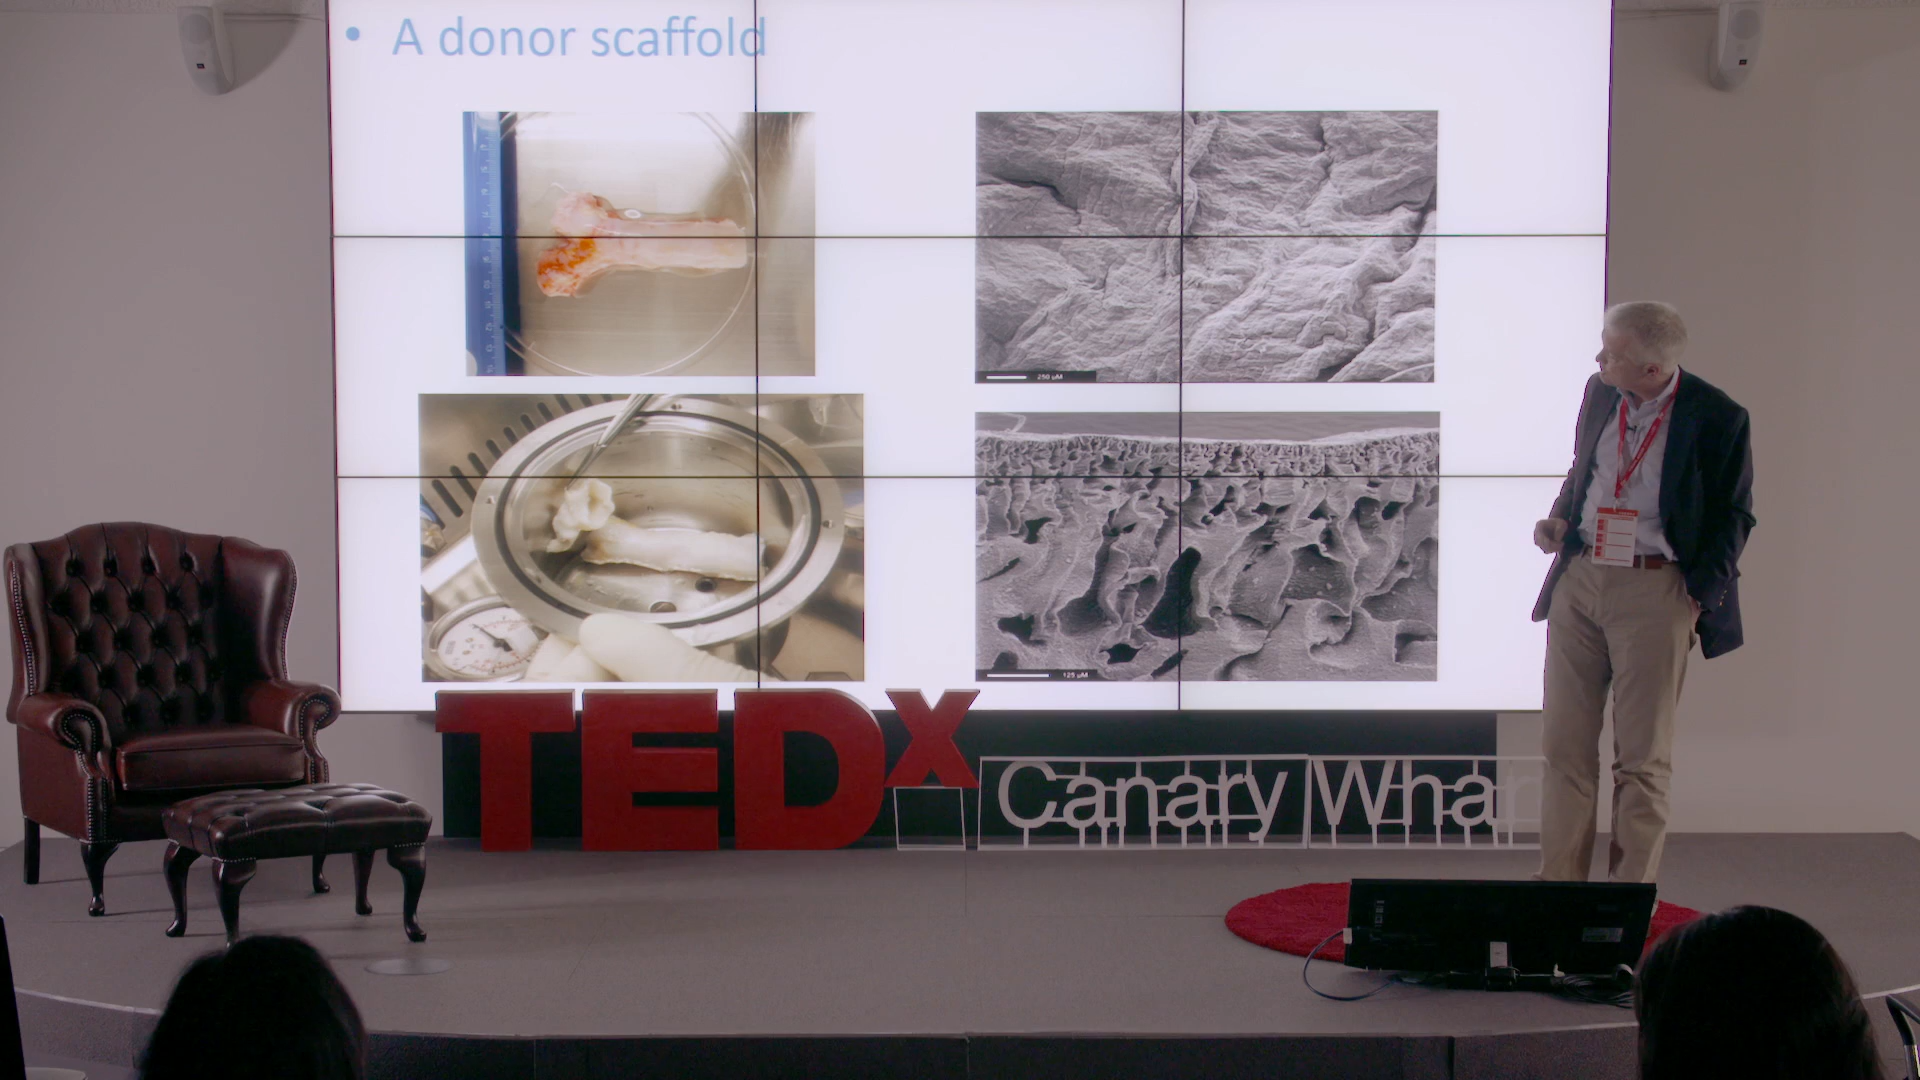 • A donor scaffold
250 µM
125 µM
TEDx
Canary Whar